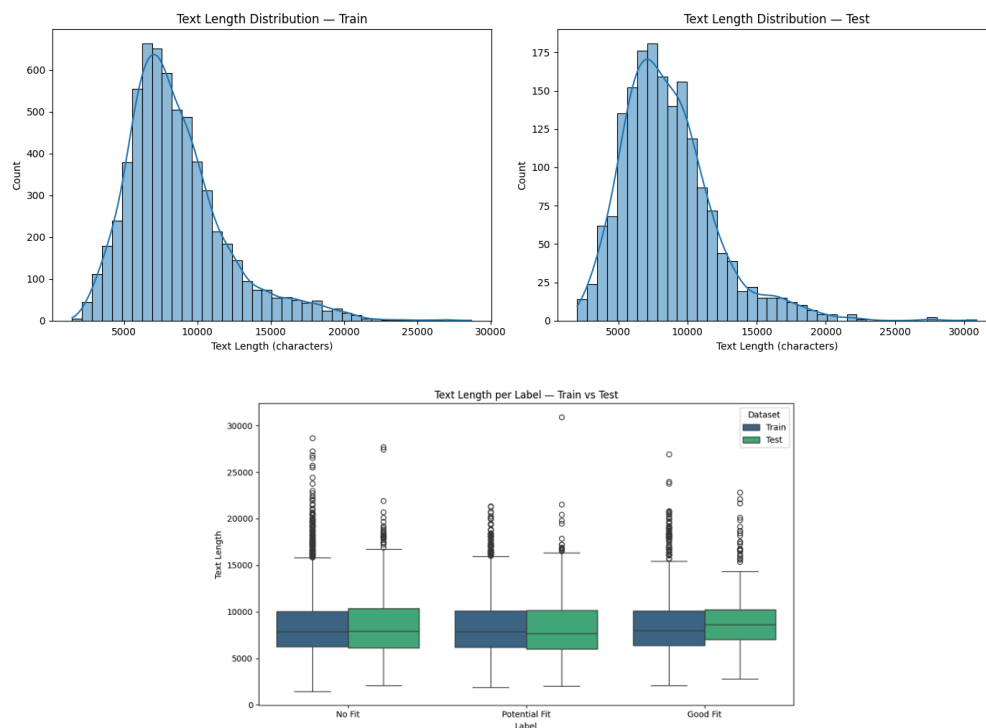 Text Length Distribution — Train
600
500
400
300
200
100
0
Count
5000
10000
15000
20000
25000
30000
Text Length (characters)
Text Length Distribution — Test
175
150
125
100
75
50
25
0
Count
5000
10000
15000
20000
25000
30000
Text Length (characters)
Text Length per Label — Train vs Test
Dataset
Train
Test
30000
25000
20000
15000
10000
5000
0
Text Length
No Fit
Potential Fit
Good Fit
Label